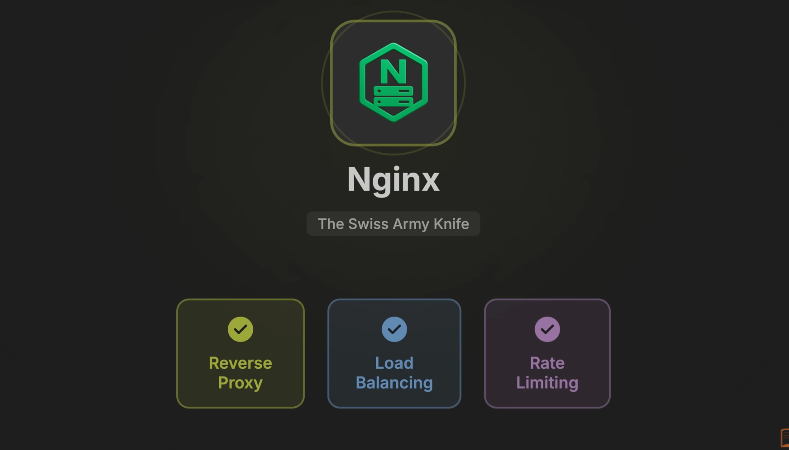 N
Nginx
The Swiss Army Knife
Reverse
Proxy
Load
Balancing
Rate
Limiting